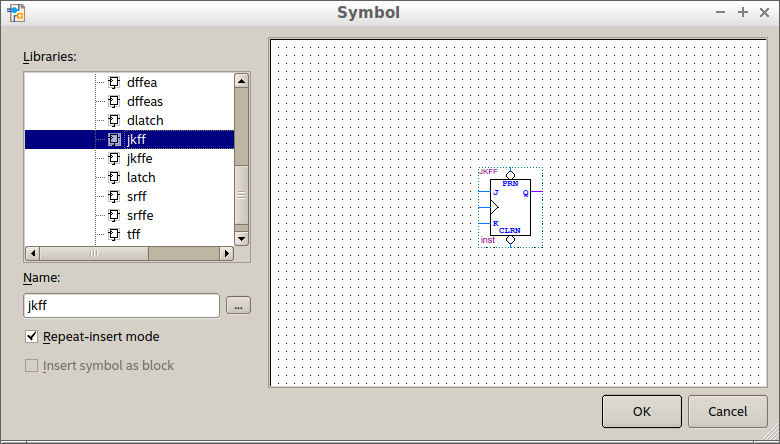 Symbol
Libraries:
dffea
dffeas
dlatch
jkff
jkffe
latch
srff
srffe
tff
Name:
jkff
...
Repeat-insert mode
Insert symbol as block
JKFF
PRN
J Q
K
CLRN
inst
OK Cancel